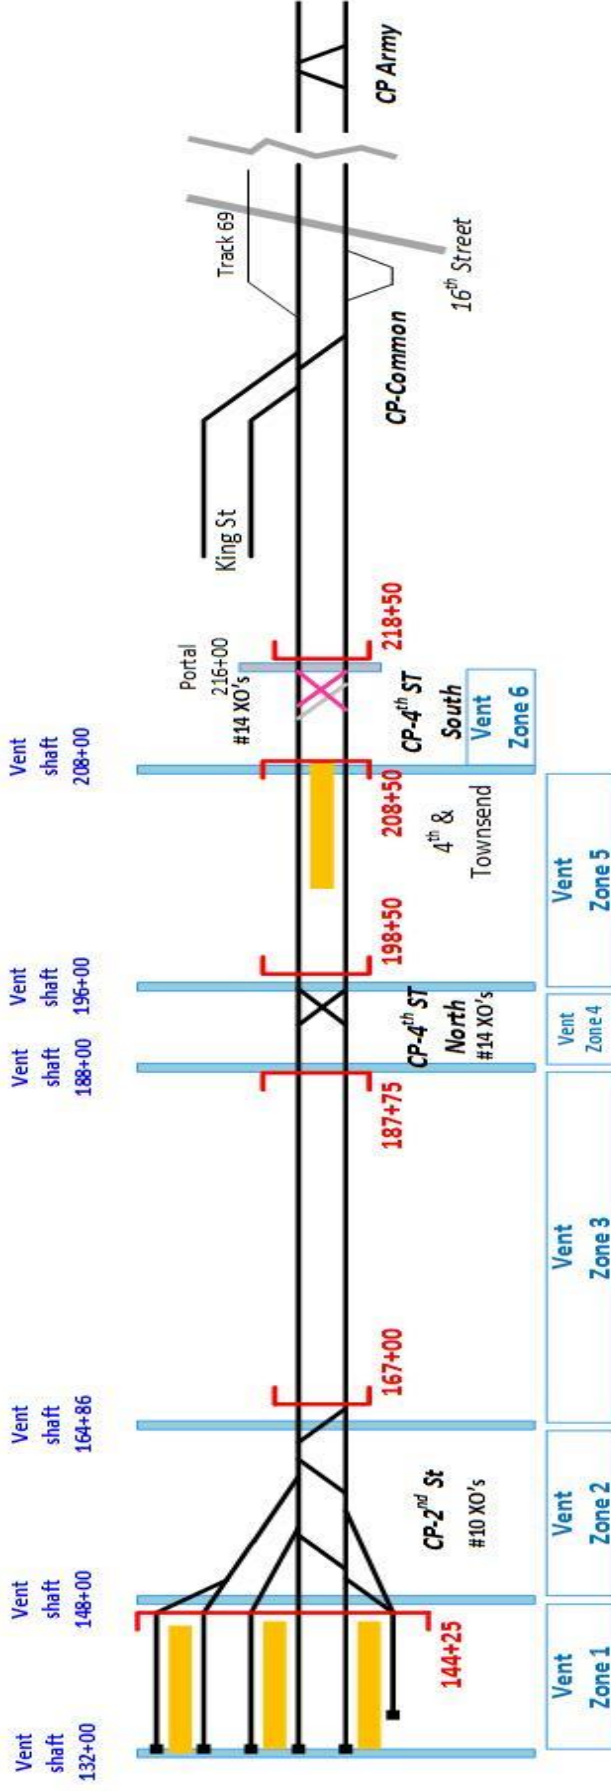 Vent
shaft
132+00
Vent
shaft
148+00
Vent
shaft
164+86
Vent
shaft
188+00
Vent
shaft
196+00
Vent
shaft
208+00
Portal
216+00
#14 XO's
King St
Track 69
144+25
167+00
187+75
198+50
208+50
218+50
CP-2nd St
#10 XO's
CP-4th ST
North
#14 XO's
4th &
Townsend
CP-4th ST
South
CP-Common
16th Street
CP Army
Vent
Zone 1
Vent
Zone 2
Vent
Zone 3
Vent
Zone 4
Vent
Zone 5
Vent
Zone 6